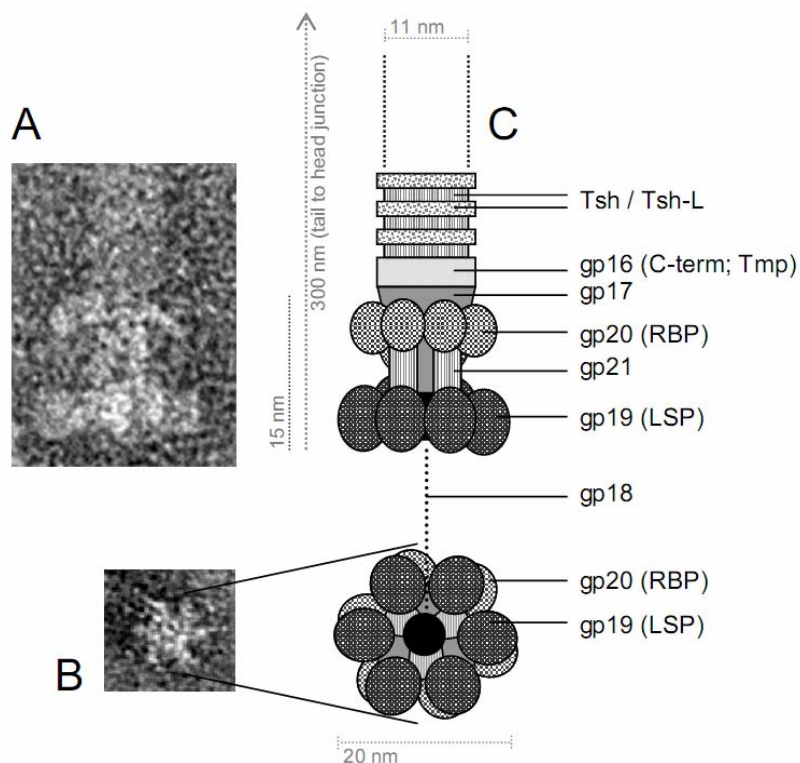 11 nm
A
C
300 nm (tail to head junction)
Tsh / Tsh-L
gp16 (C-term; Tmp)
gp17
gp20 (RBP)
gp21
15 nm
gp19 (LSP)
gp18
gp20 (RBP)
gp19 (LSP)
B
20 nm